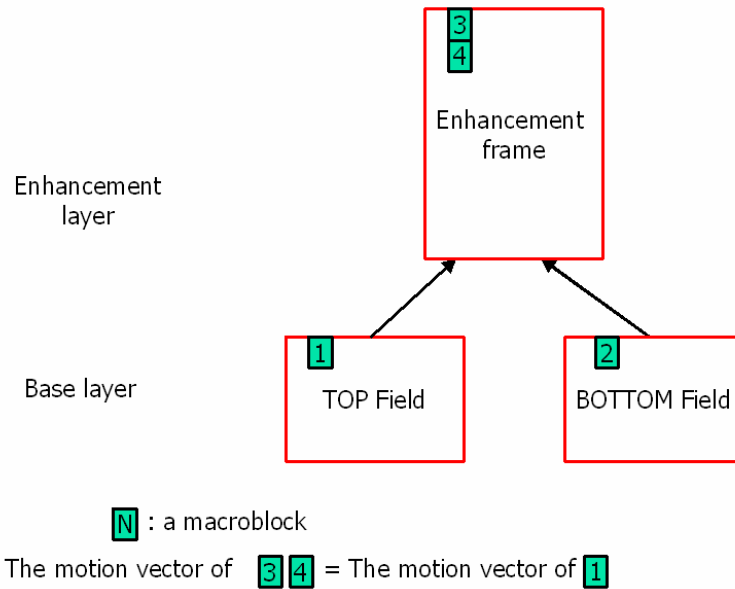 3
4
Enhancement
frame
Enhancement
layer
1
2
Base layer
TOP Field
BOTTOM Field
N : a macroblock
The motion vector of 3 4 = The motion vector of 1